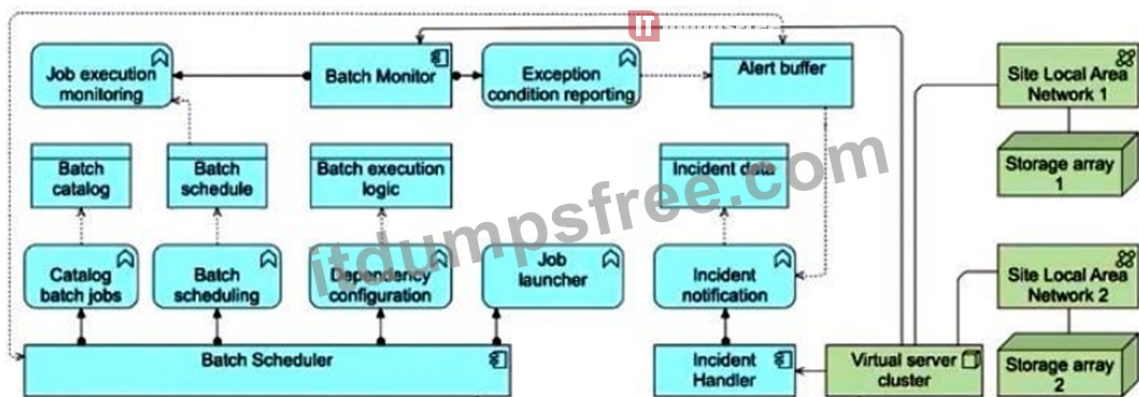 IT
Job execution
monitoring
Batch Monitor
Exception
condition reporting
Alert buffer
Site Local Area
Network 1
Storage array
1
Batch
catalog
Batch
schedule
Batch execution
logic
Incident data
itdumpsfree.com
Catalog
batch jobs
Batch
scheduling
Dependency
configuration
Job
launcher
Incident
notification
Site Local Area
Network 2
Storage array
2
Batch Scheduler
Incident
Handler
Virtual server
cluster